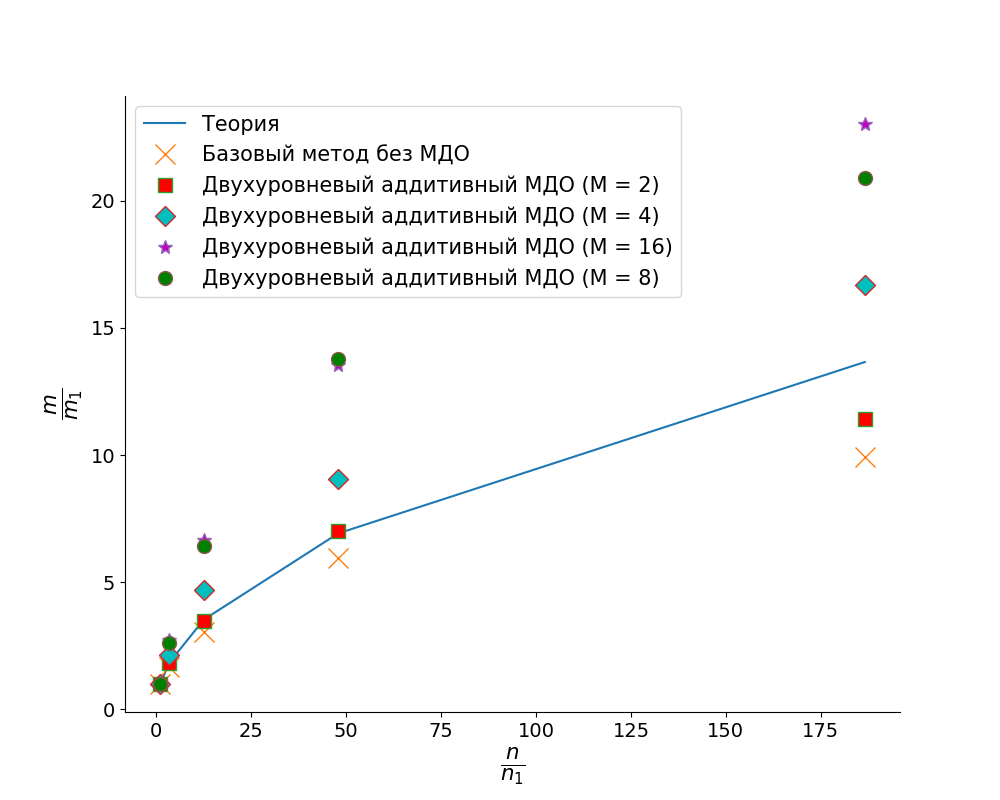 Теория
Базовый метод без МДО
Двухуровневый аддитивный МДО (M = 2)
Двухуровневый аддитивный МДО (M = 4)
Двухуровневый аддитивный МДО (M = 16)
Двухуровневый аддитивный МДО (M = 8)
20
15
10
5
0
m
m₁
0 25 50 75 100 125 150 175
n
n₁